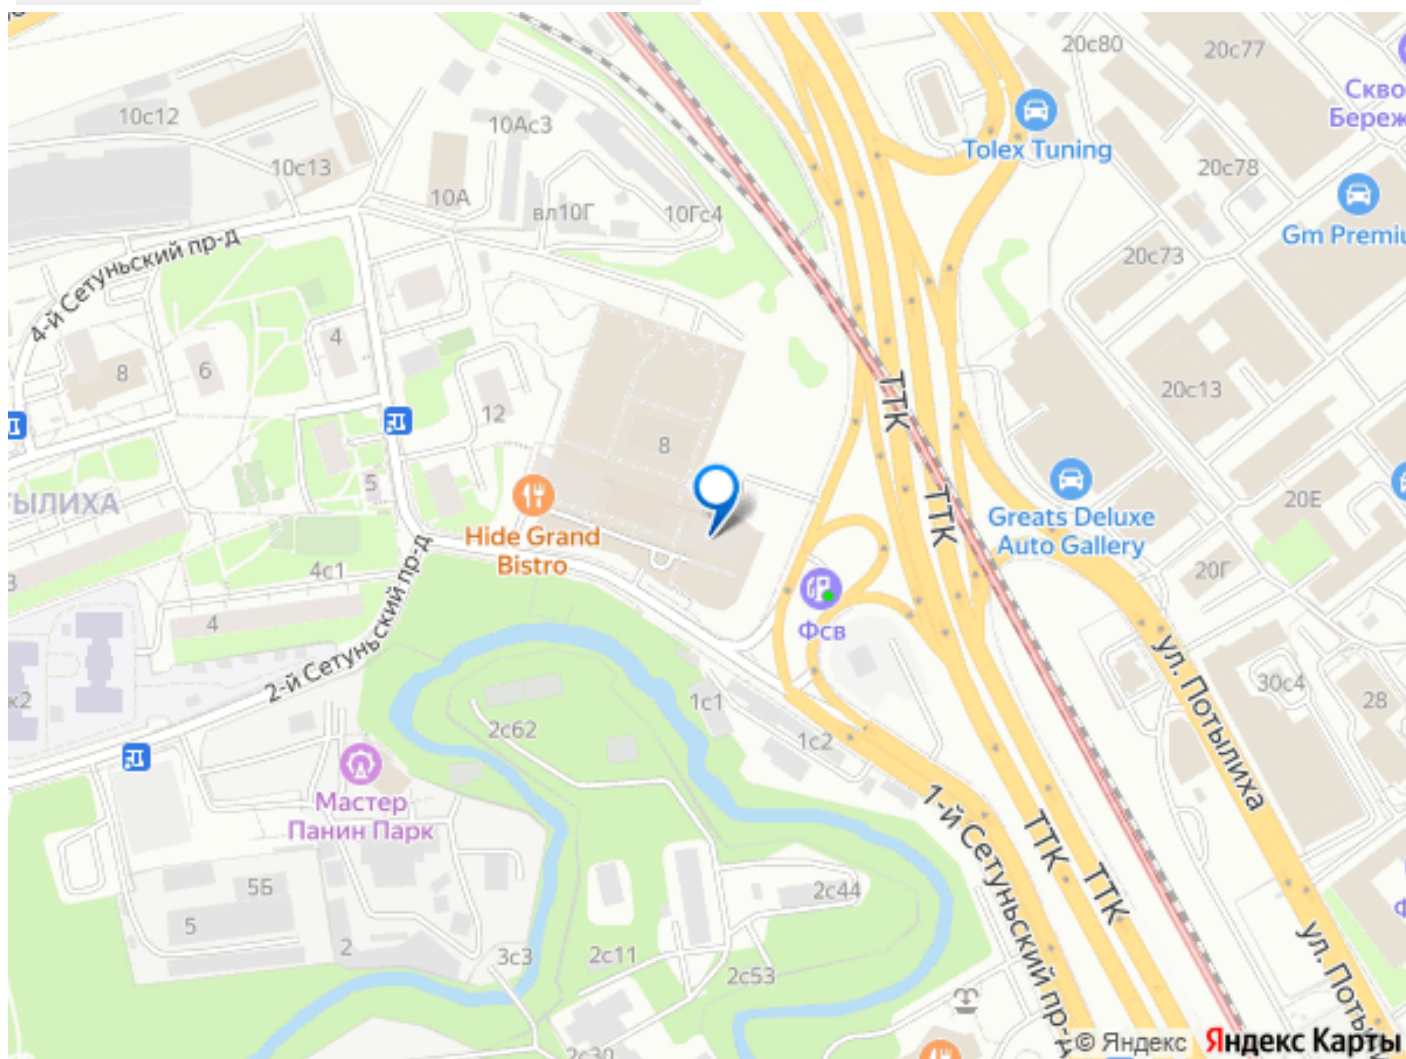 20с80
20с77
Скво
Береж
Tolex Tuning
10с12
10Ас3
10с13
10А
вл10Г
10Гс4
20с78
Gm Premiu
4-й Сетуньский пр-д
20с73
4
8
6
12
ТТК
20с13
8
5
ЫЛИХА
ТТК
20Е
Hide Grand
Bistro
Greats Deluxe
Auto Gallery
4с1
20Г
4
2-й Сетуньский пр-д
Фсв
ул. Потылиха
30с4
28
к2
1с1
2с62
1с2
Мастер
Панин Парк
1-й Сетуньский пр-д
ТТК
ТТК
5Б
5
2
2с44
3с3
2с11
2с53
ул. Потыл
2с30
© Яндекс
Яндекс Карты